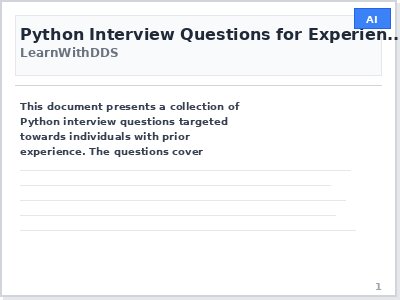 AI
Python Interview Questions for Experien...
LearnWithDDS
This document presents a collection of
Python interview questions targeted
towards individuals with prior
experience. The questions cover
1